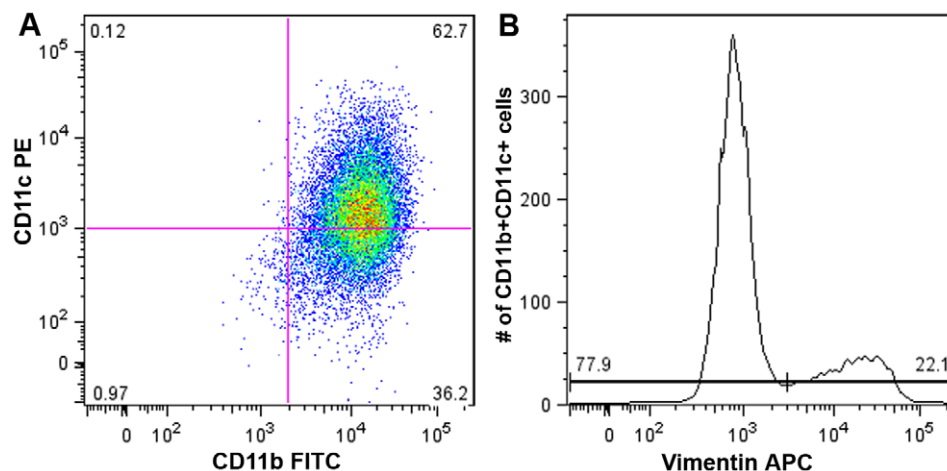 A
0.12 62.7
10^5
10^4
10^3
10^2
0
0.97 36.2
0 10^2 10^3 10^4 10^5
CD11c PE
CD11b FITC
B
300
200
100
0
77.9 22.1
0 10^2 10^3 10^4 10^5
# of CD11b+CD11c+ cells
Vimentin APC